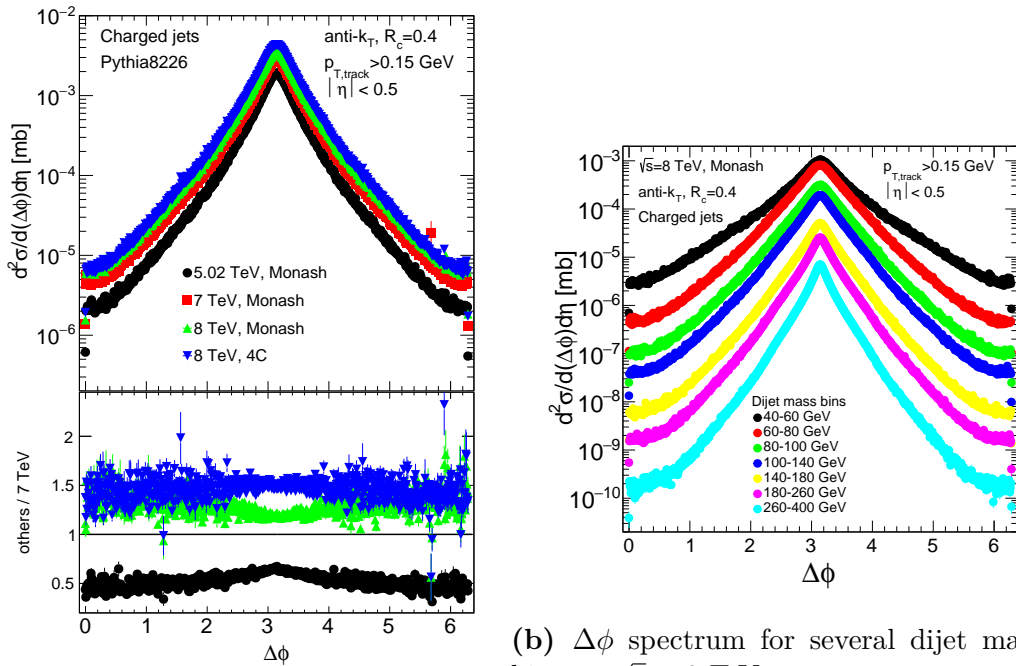 10−2
10−3
10−4
10−5
10−6
d2σ/d(Δϕ)dη [mb]
Charged jets
Pythia8226
anti-kT, Rc=0.4
pT,track>0.15 GeV
|η| < 0.5
5.02 TeV, Monash
7 TeV, Monash
8 TeV, Monash
8 TeV, 4C
2
1.5
1
0.5
others / 7 TeV
0 1 2 3 4 5 6
Δϕ
10−3
10−4
10−5
10−6
10−7
10−8
10−9
10−10
d2σ/d(Δϕ)dη [mb]
√s=8 TeV, Monash
anti-kT, Rc=0.4
Charged jets
pT,track>0.15 GeV
|η| < 0.5
Dijet mass bins
40-60 GeV
60-80 GeV
80-100 GeV
100-140 GeV
140-180 GeV
180-260 GeV
260-400 GeV
0 1 2 3 4 5 6
Δϕ
(b) Δϕ spectrum for several dijet ma